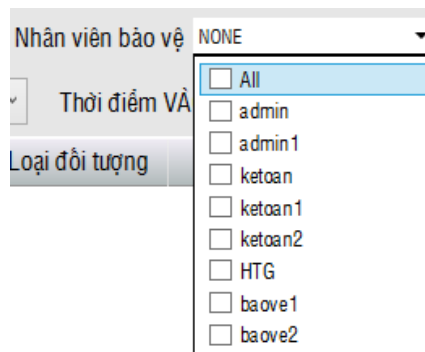 Nhân viên bảo vệ NONE
All
Thời điểm VÀ
admin
admin1
Loại đối tượng
ketoan
ketoan1
ketoan2
HTG
baove1
baove2